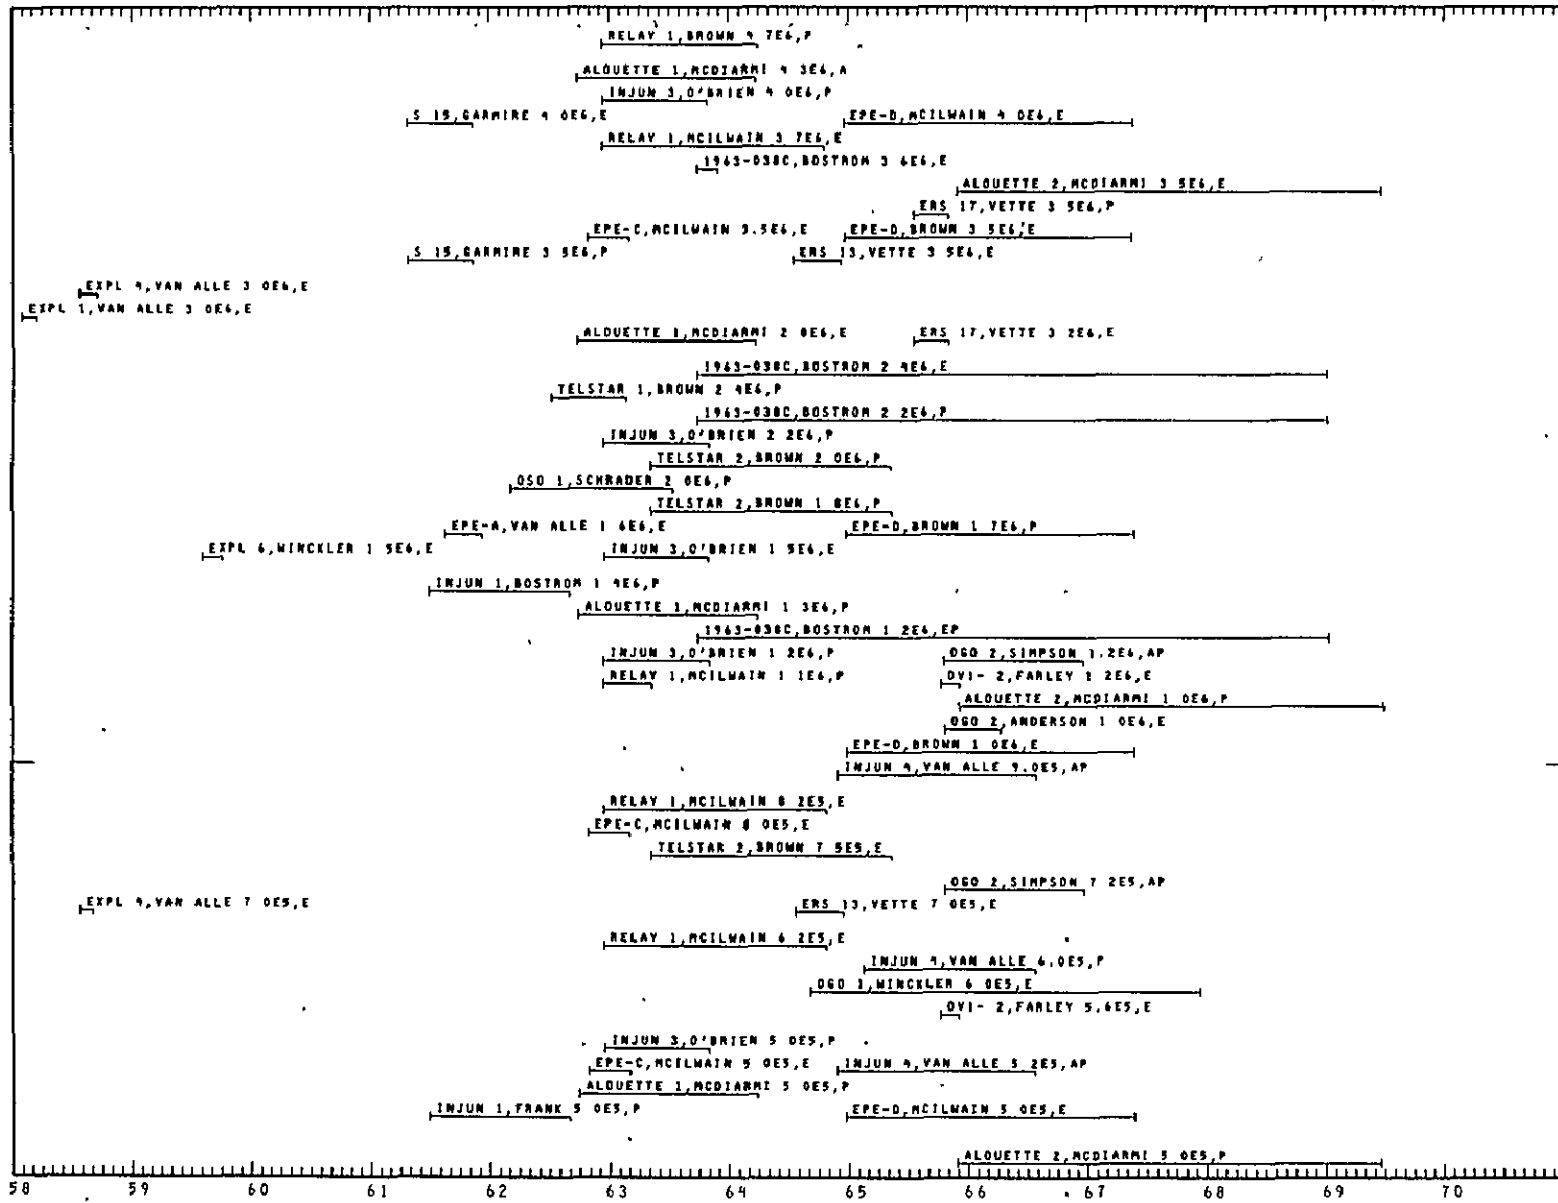 RELAY 1,BROWN 4 7E6,P
ALOUETTE 1,MCDIARMI 4 3E6,A
INJUN 3,O'BRIEN 4 0E6,P
S 15,GARMIRE 4 0E6,E
EPE-D,MCILWAIN 4 0E6,E
RELAY 1,MCILWAIN 3 7E6,E
1963-038C,BOSTROM 3 6E6,E
ALOUETTE 2,MCDIARMI 3 5E6,E
ERS 17,VETTE 3 5E6,P
EPE-C,MCILWAIN 3.5E6,E
EPE-D,BROWN 3 5E6,E
S 15,GARMIRE 3 5E6,P
ERS 13,VETTE 3 5E6,E
EXPL 4,VAN ALLE 3 0E6,E
EXPL 1,VAN ALLE 3 0E6,E
ALOUETTE 1,MCDIARMI 2 8E6,E
ERS 17,VETTE 3 2E6,E
1963-038C,BOSTROM 2 4E6,E
TELSTAR 1,BROWN 2 4E6,P
1963-038C,BOSTROM 2 2E6,P
INJUN 3,O'BRIEN 2 2E6,P
TELSTAR 2,BROWN 2 0E6,P
OSO 1,SCHRADER 2 0E6,P
TELSTAR 2,BROWN 1 8E6,P
EPE-A,VAN ALLE 1 6E6,E
EPE-D,BROWN 1 7E6,P
EXPL 6,WINCKLER 1 5E6,E
INJUN 3,O'BRIEN 1 5E6,E
INJUN 1,BOSTROM 1 4E6,P
ALOUETTE 1,MCDIARMI 1 3E6,P
1963-038C,BOSTROM 1 2E6,EP
INJUN 3,O'BRIEN 1 2E6,P
OGO 2,SIMPSON 1.2E6,AP
RELAY 1,MCILWAIN 1 1E6,P
OV1- 2,FARLEY 1 2E6,E
ALOUETTE 2,MCDIARMI 1 0E6,P
OGO 2,ANDERSON 1 0E6,E
EPE-D,BROWN 1 0E6,E
INJUN 4,VAN ALLE 9.0E5,AP
RELAY 1,MCILWAIN 8 2E5,E
EPE-C,MCILWAIN 8 0E5,E
TELSTAR 2,BROWN 7 5E5,E
OGO 2,SIMPSON 7 2E5,AP
EXPL 4,VAN ALLE 7 0E5,E
ERS 13,VETTE 7 0E5,E
RELAY 1,MCILWAIN 6 2E5,E
INJUN 4,VAN ALLE 6.0E5,P
OGO 1,WINCKLER 6 0E5,E
OV1- 2,FARLEY 5.6E5,E
INJUN 3,O'BRIEN 5 0E5,P
EPE-C,MCILWAIN 5 0E5,E
INJUN 4,VAN ALLE 5 2E5,AP
ALOUETTE 1,MCDIARMI 5 0E5,P
INJUN 1,FRANK 5 0E5,P
EPE-D,MCILWAIN 5 0E5,E
ALOUETTE 2,MCDIARMI 5 0E5,P
58 59 60 61 62 63 64 65 66 67 68 69 70